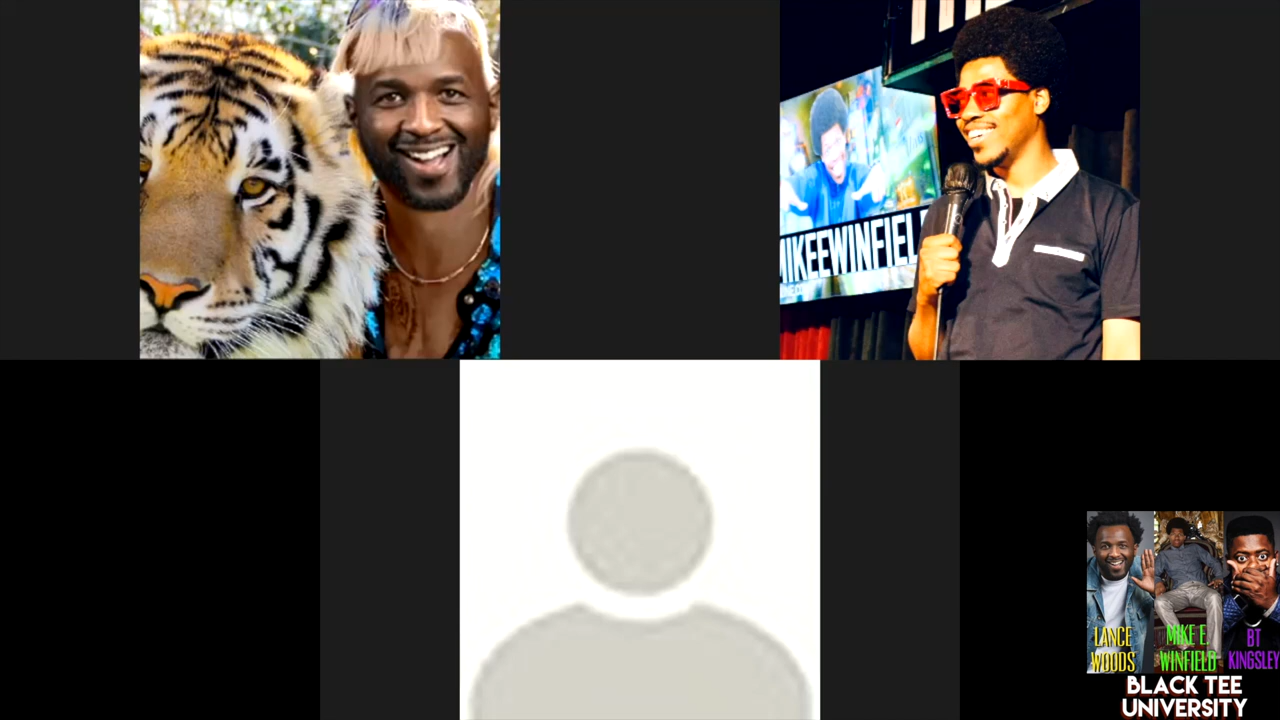 MIKEEWINFIEL
LANCE
WOODS
MIKE E.
WINFIELD
BT
KINGSLEY
BLACK TEE
UNIVERSITY